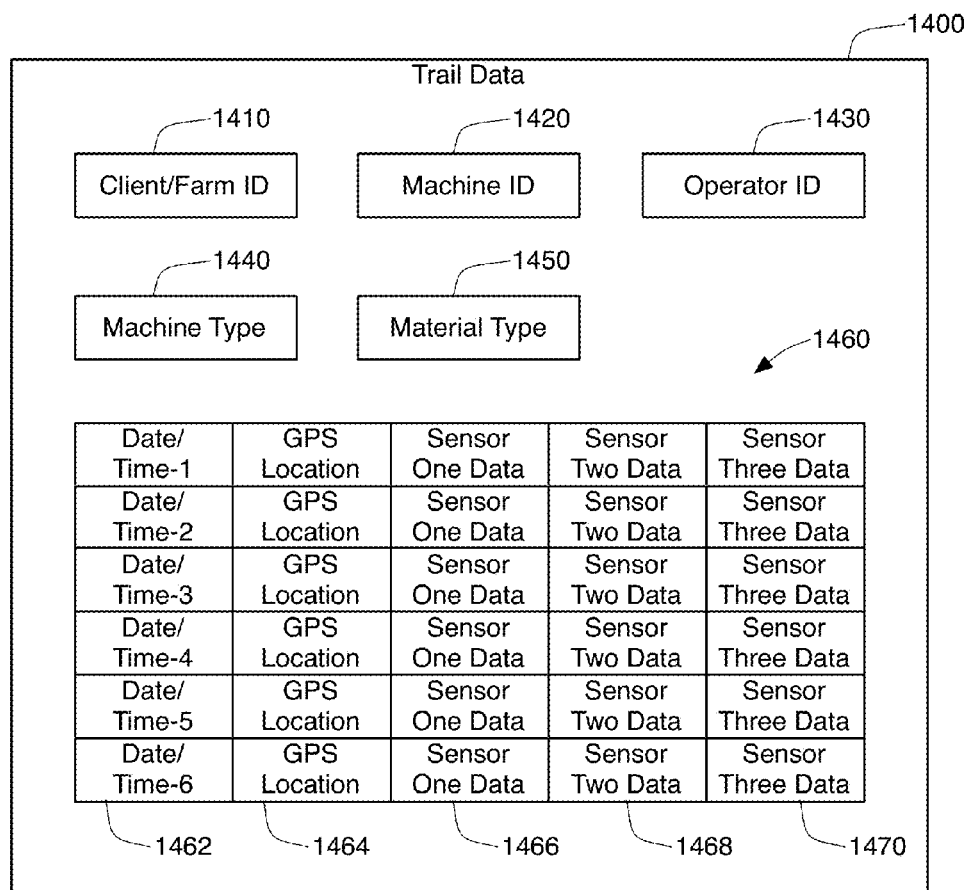 1400
Trail Data
1410
1420
1430
Client/Farm ID
Machine ID
Operator ID
1440
1450
Machine Type
Material Type
1460
Date/ GPS Sensor Sensor Sensor
Time-1 Location One Data Two Data Three Data
Date/ GPS Sensor Sensor Sensor
Time-2 Location One Data Two Data Three Data
Date/ GPS Sensor Sensor Sensor
Time-3 Location One Data Two Data Three Data
Date/ GPS Sensor Sensor Sensor
Time-4 Location One Data Two Data Three Data
Date/ GPS Sensor Sensor Sensor
Time-5 Location One Data Two Data Three Data
Date/ GPS Sensor Sensor Sensor
Time-6 Location One Data Two Data Three Data
1462
1464
1466
1468
1470